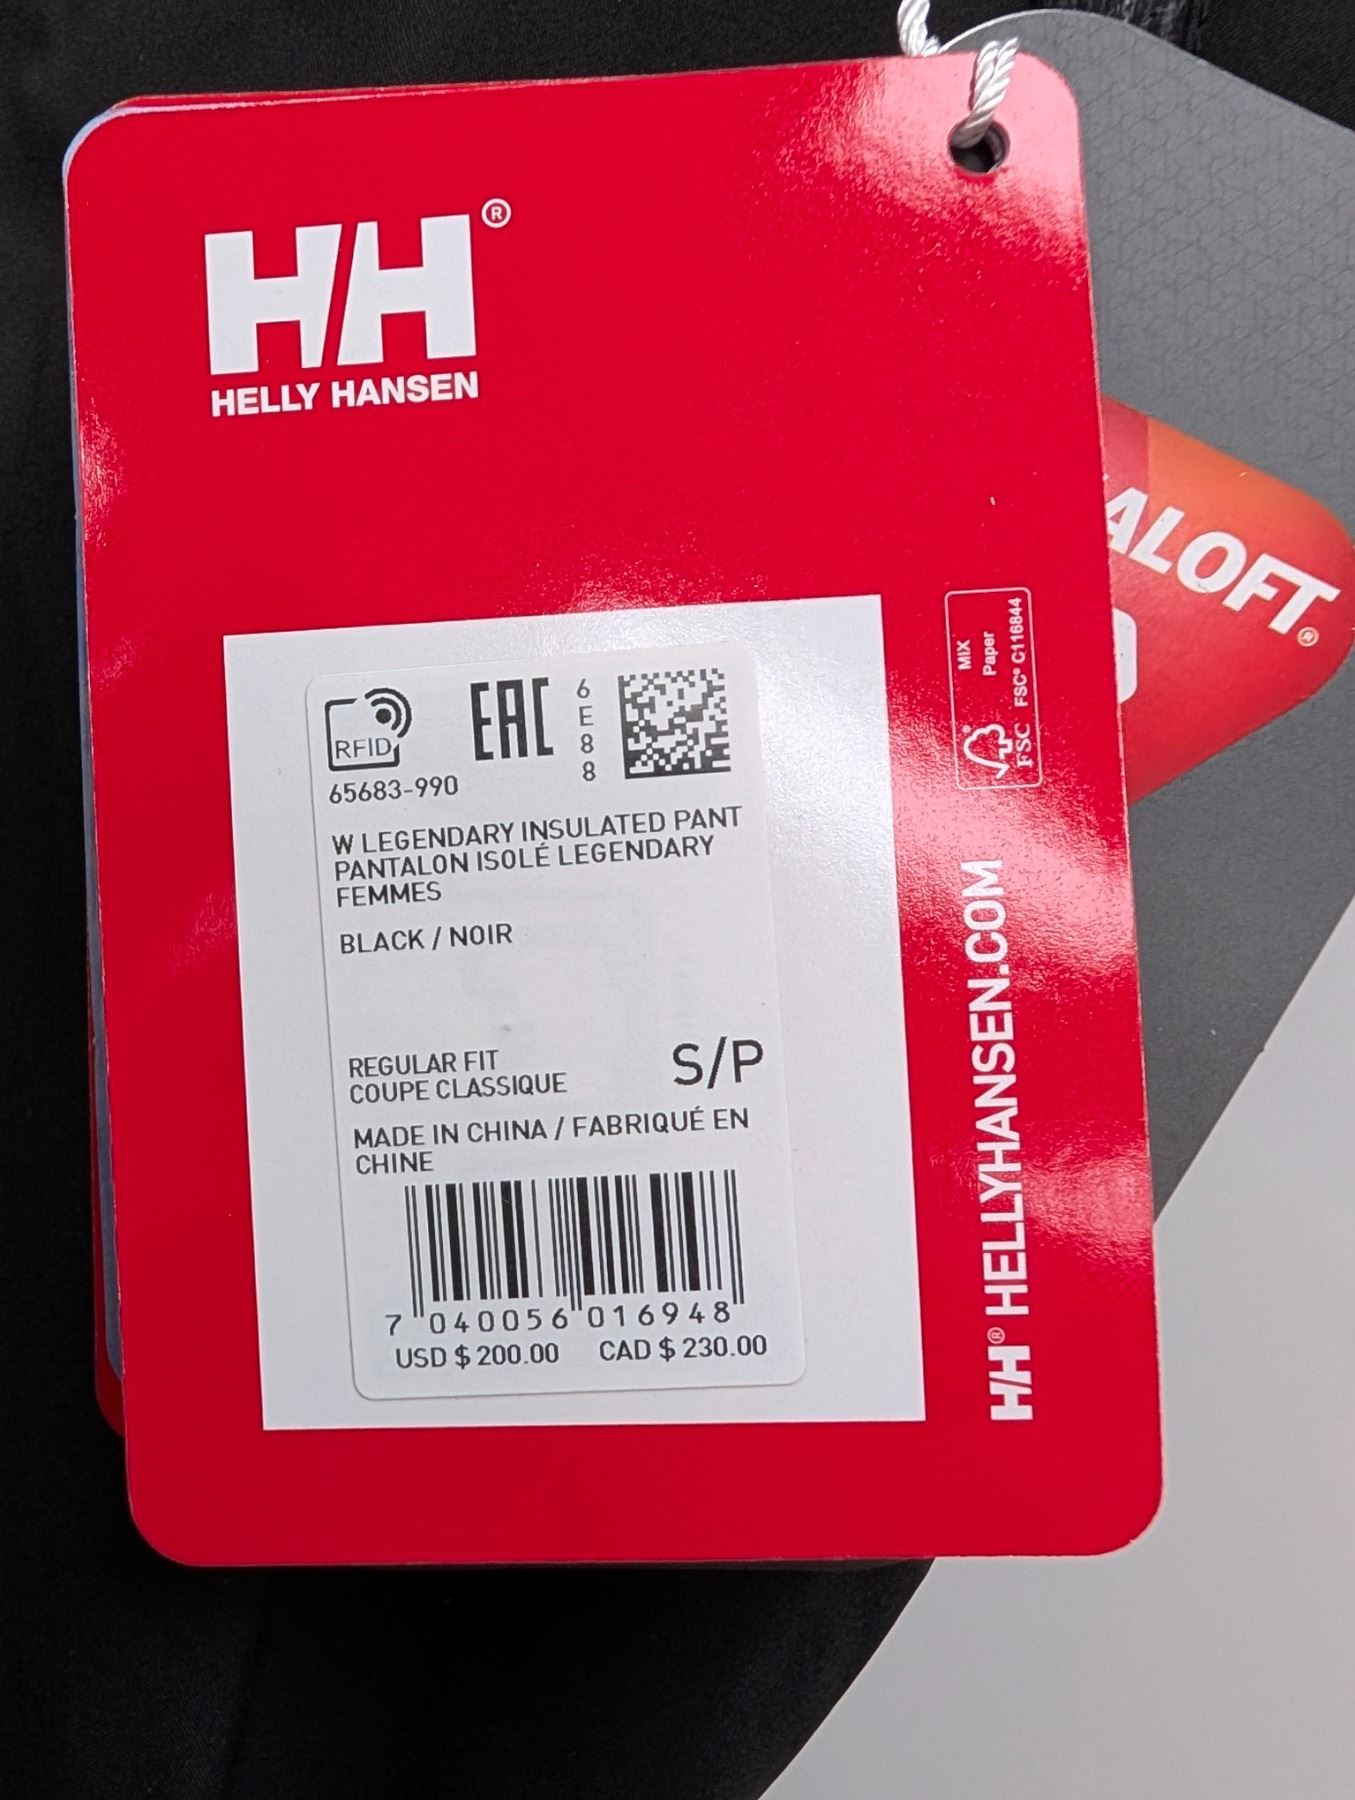 HH®
HELLY HANSEN
RFID
EAC
6
E
8
8
65683-990
W LEGENDARY INSULATED PANT
PANTALON ISOLÉ LEGENDARY
FEMMES
BLACK / NOIR
REGULAR FIT
COUPE CLASSIQUE
S/P
MADE IN CHINA / FABRIQUÉ EN
CHINE
7 040056 016948
USD $ 200.00 CAD $ 230.00
MIX
Paper
FSC® C116844
FSC
HH® HELLYHANSEN.COM
ALOFT®